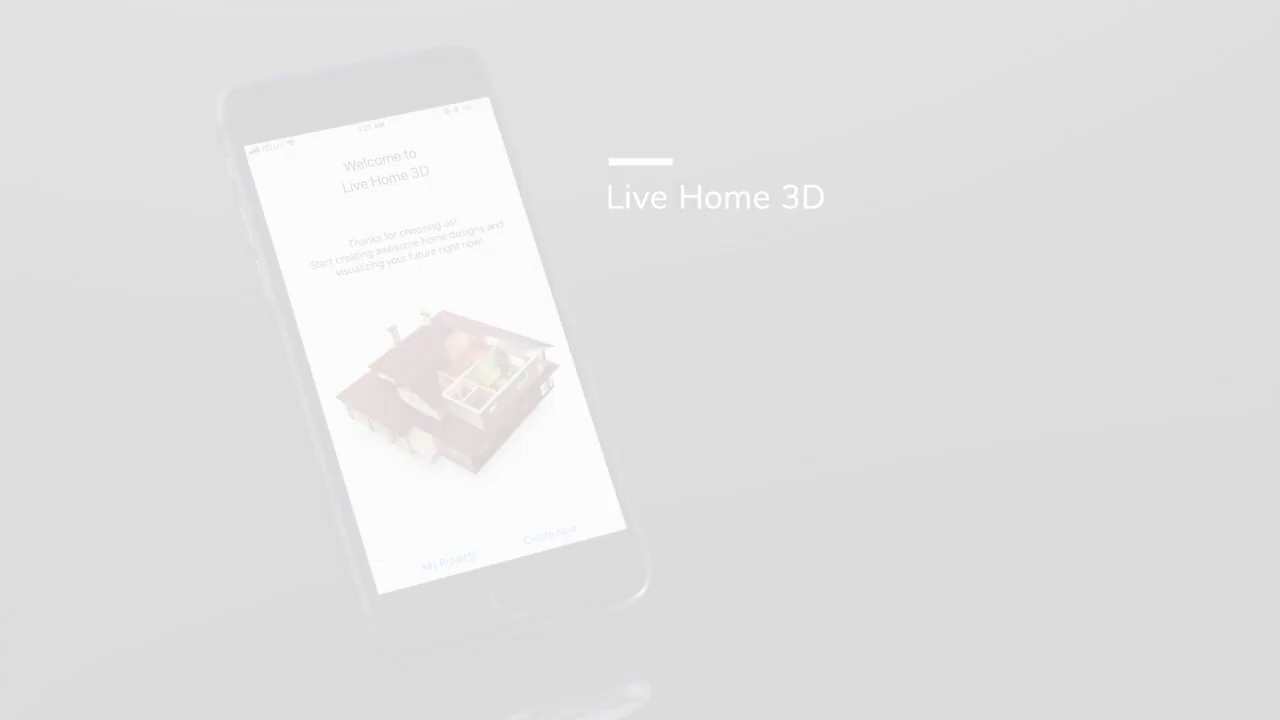 Welcome to
Live Home 3D
Thanks for choosing us!
Start creating awesome home designs and
visualizing your future right now!
My Projects
Create New
Live Home 3D